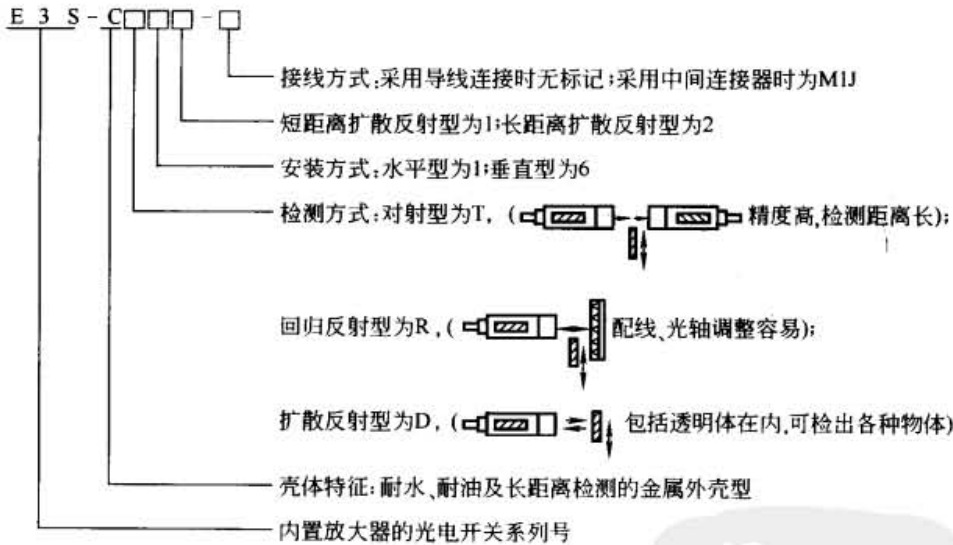 E 3 S - C□□□ - □
接线方式:采用导线连接时无标记;采用中间连接器时为M1J
短距离扩散反射型为1;长距离扩散反射型为2
安装方式:水平型为1;垂直型为6
检测方式:对射型为T, ( 精度高,检测距离长);
回归反射型为R, ( 配线、光轴调整容易);
扩散反射型为D, ( 包括透明体在内,可检出各种物体)
壳体特征:耐水、耐油及长距离检测的金属外壳型
内置放大器的光电开关系列号